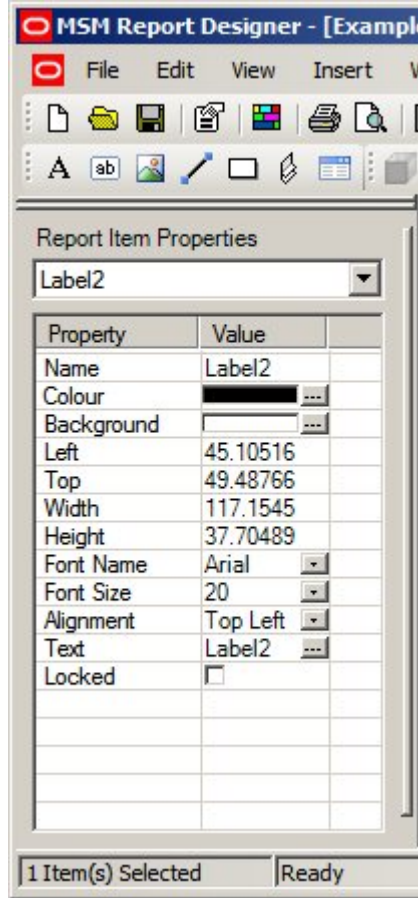 MSM Report Designer - [Example
File Edit View Insert
A ab
Report Item Properties
Label2
Property Value
Name Label2
Colour
Background
Left 45.10516
Top 49.48766
Width 117.1545
Height 37.70489
Font Name Arial
Font Size 20
Alignment Top Left
Text Label2
Locked
1 Item(s) Selected Ready